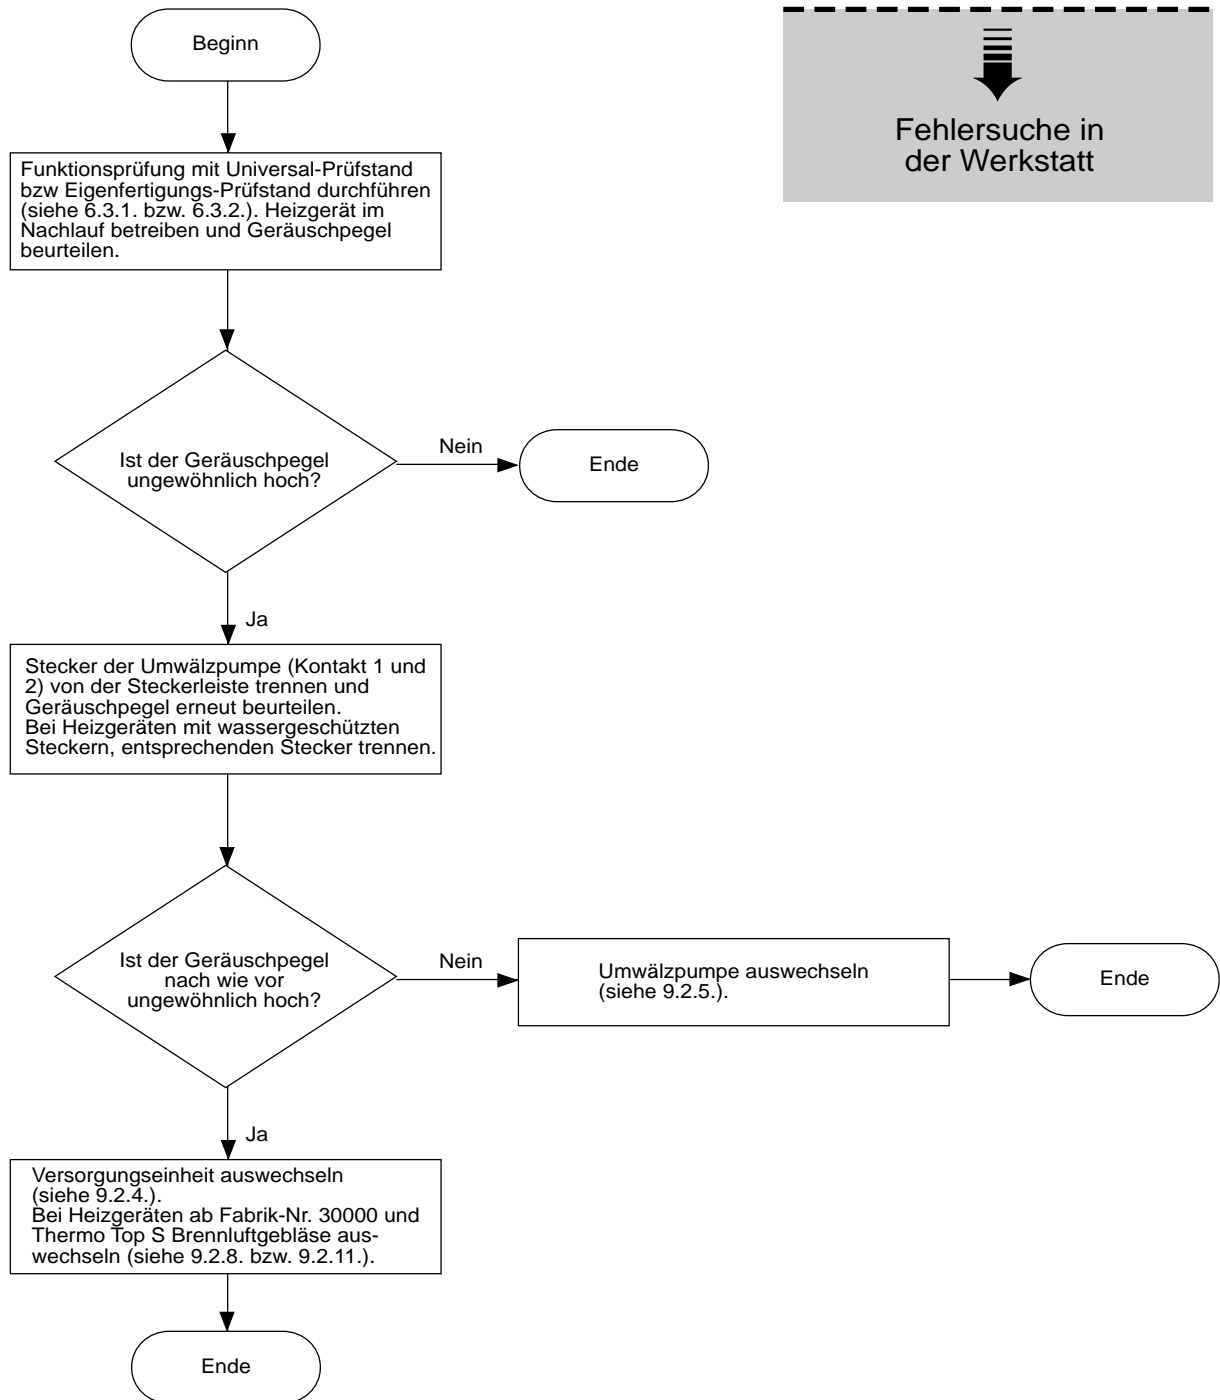 Beginn
Fehlersuche in
der Werkstatt
Funktionsprüfung mit Universal-Prüfstand
bzw Eigenfertigungs-Prüfstand durchführen
(siehe 6.3.1. bzw. 6.3.2.). Heizgerät im
Nachlauf betreiben und Geräuschpegel
beurteilen.
Ist der Geräuschpegel
ungewöhnlich hoch?
Nein
Ende
Ja
Stecker der Umwälzpumpe (Kontakt 1 und
2) von der Steckerleiste trennen und
Geräuschpegel erneut beurteilen.
Bei Heizgeräten mit wassergeschützten
Steckern, entsprechenden Stecker trennen.
Ist der Geräuschpegel
nach wie vor
ungewöhnlich hoch?
Nein
Umwälzpumpe auswechseln
(siehe 9.2.5.).
Ende
Ja
Versorgungseinheit auswechseln
(siehe 9.2.4.).
Bei Heizgeräten ab Fabrik-Nr. 30000 und
Thermo Top S Brennluftgebläse aus-
wechseln (siehe 9.2.8. bzw. 9.2.11.).
Ende